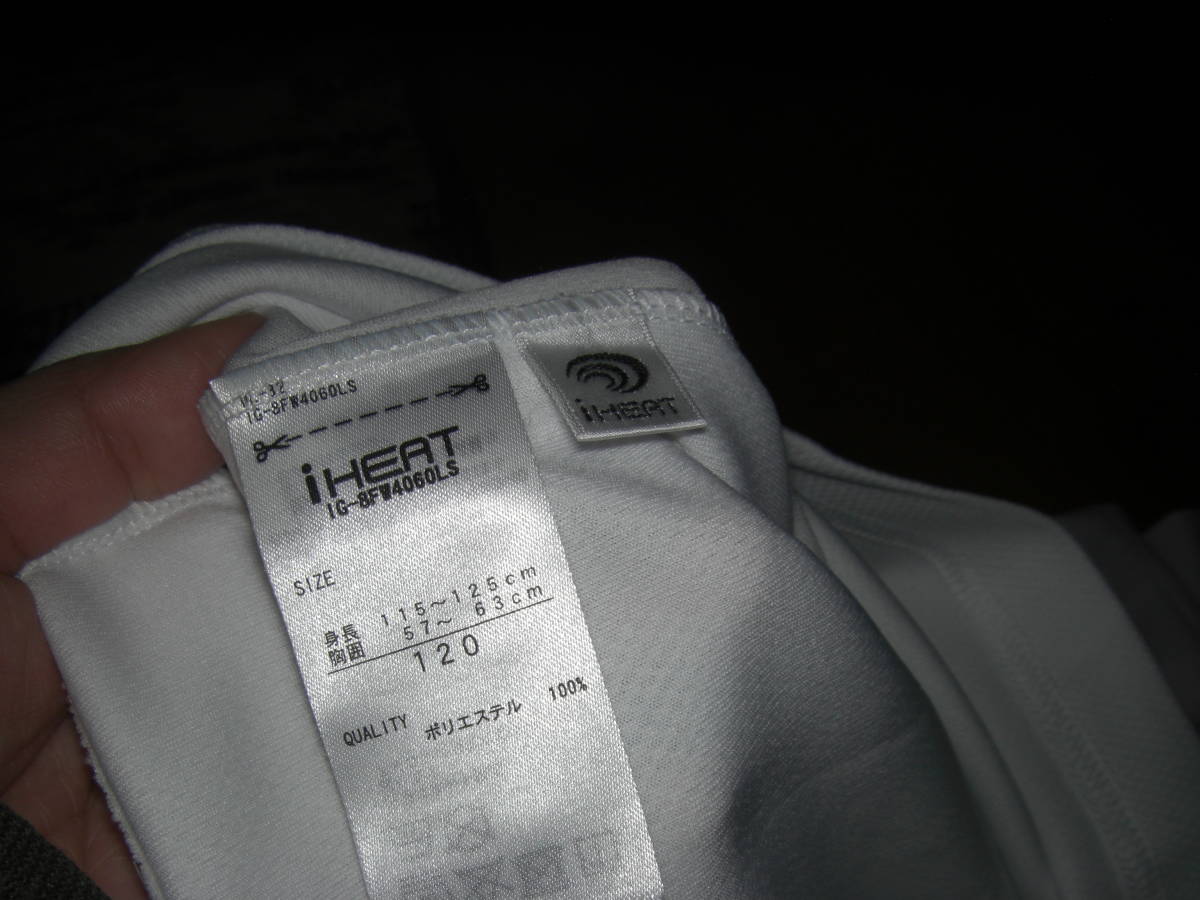 WL-32
IG-8FW4060LS
iHEAT
IG-8FW4060LS
SIZE
身長 115～125cm
胸囲 57～ 63cm
120
QUALITY ポリエステル 100%
iHEAT